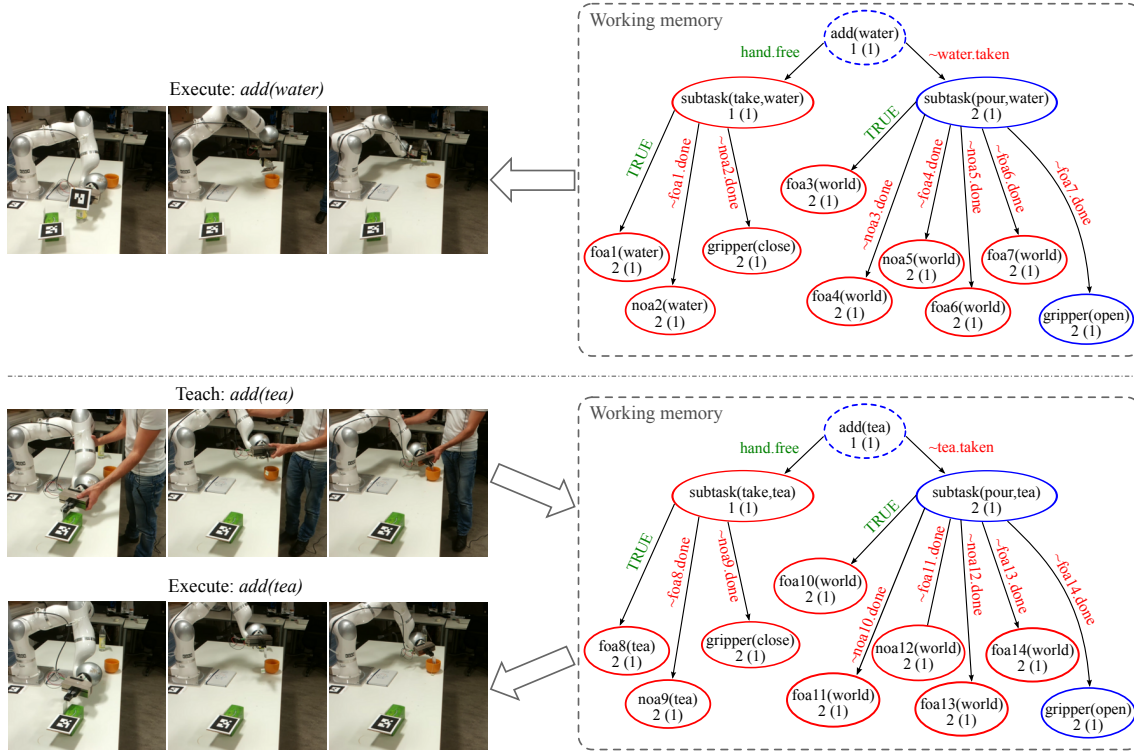 Working memory
add(water)
1 (1)
hand.free
~water.taken
Execute: add(water)
subtask(take,water)
1 (1)
subtask(pour,water)
2 (1)
TRUE
~foa1.done
~noa2.done
TRUE
~noa3.done
~foa4.done
~noa5.done
~foa6.done
~foa7.done
foa3(world)
2 (1)
foa1(water)
2 (1)
gripper(close)
2 (1)
noa5(world)
2 (1)
foa7(world)
2 (1)
noa2(water)
2 (1)
foa4(world)
2 (1)
foa6(world)
2 (1)
gripper(open)
2 (1)
Teach: add(tea)
Working memory
add(tea)
1 (1)
hand.free
~tea.taken
subtask(take,tea)
1 (1)
subtask(pour,tea)
2 (1)
TRUE
~foa8.done
~noa9.done
TRUE
~noa10.done
~foa11.done
~noa12.done
~foa13.done
~foa14.done
foa10(world)
2 (1)
Execute: add(tea)
foa8(tea)
2 (1)
gripper(close)
2 (1)
noa12(world)
2 (1)
foa14(world)
2 (1)
noa9(tea)
2 (1)
foa11(world)
2 (1)
foa13(world)
2 (1)
gripper(open)
2 (1)